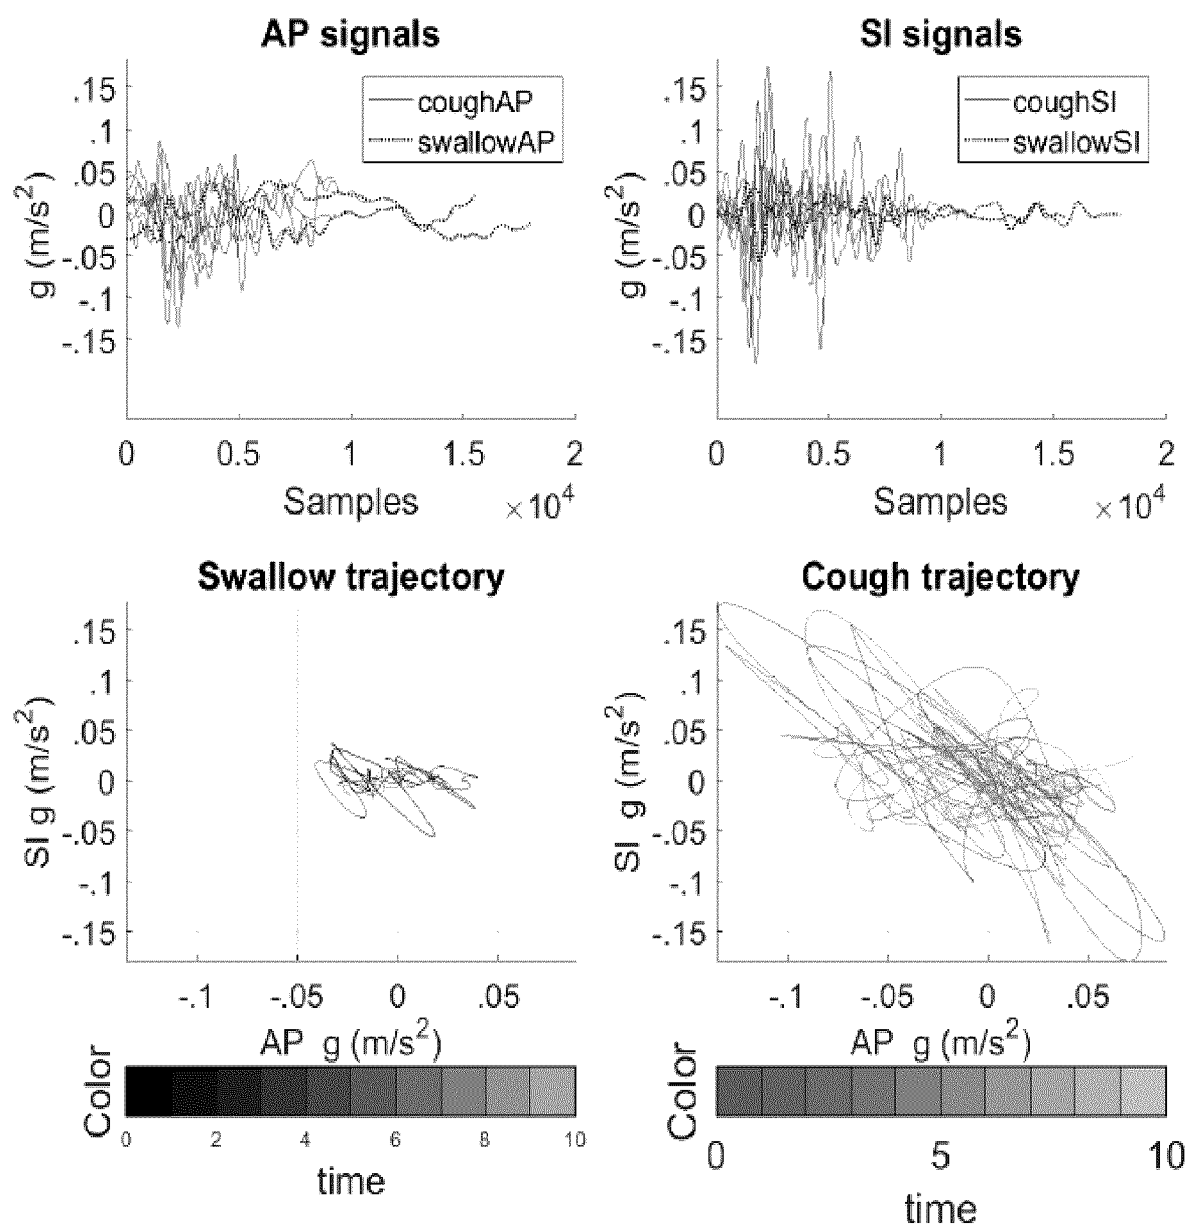 AP signals
.15
.1
.05
0
-.05
-.1
-.15
g (m/s²)
coughAP
swallowAP
0 0.5 1 1.5 2
Samples
×10⁴
SI signals
.15
.1
.05
0
-.05
-.1
-.15
g (m/s²)
coughSI
swallowSI
0 0.5 1 1.5 2
Samples
×10⁴
Swallow trajectory
.15
.1
.05
0
-.05
-.1
-.15
SI g (m/s²)
-.1 -.05 0 .05
AP g (m/s²)
Color
0 2 4 6 8 10
time
Cough trajectory
.15
.1
.05
0
-.05
-.1
-.15
SI g (m/s²)
-.1 -.05 0 .05
AP g (m/s²)
Color
0 5 10
time